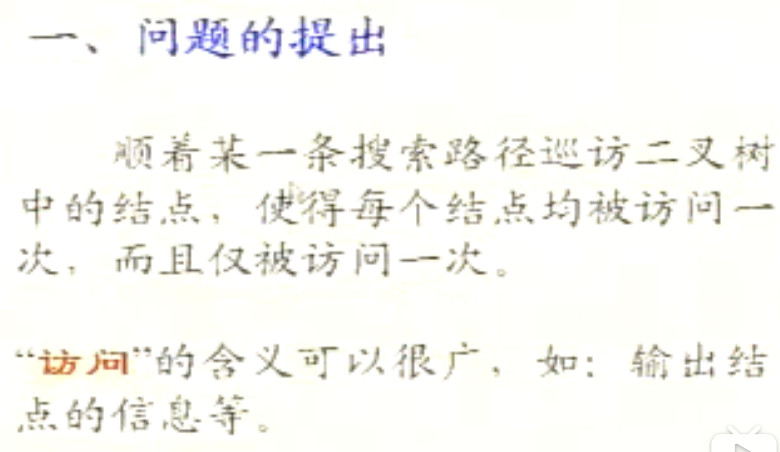 一、问题的提出
顺着某一条搜索路径巡访二叉树
中的结点，使得每个结点均被访问一
次，而且仅被访问一次。
“访问”的含义可以很广，如：输出结
点的信息等。